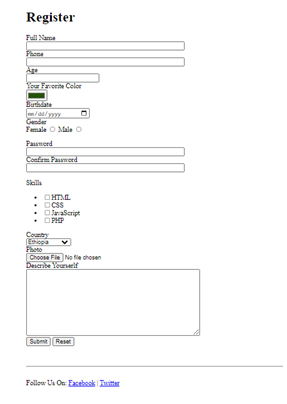 Register
Full Name
Phone
Age
Your Favorite Color
Birthdate
mm/dd/yyyy
Gender
Female Male
Password
Confirm Password
Skills
HTML
CSS
JavaScript
PHP
Country
Ethiopia
Photo
Choose File No file chosen
Describe Yourserlf
Submit Reset
Follow Us On: Facebook | Twitter